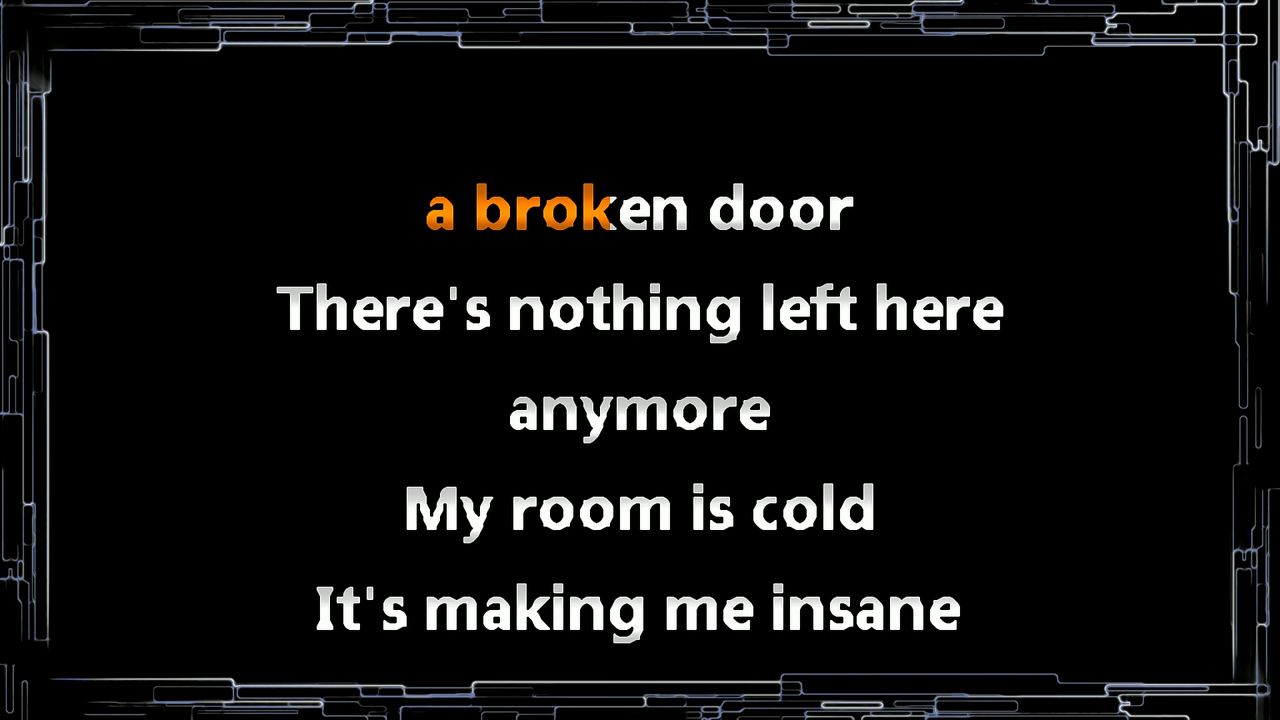 a broken door
There's nothing left here
anymore
My room is cold
It's making me insane